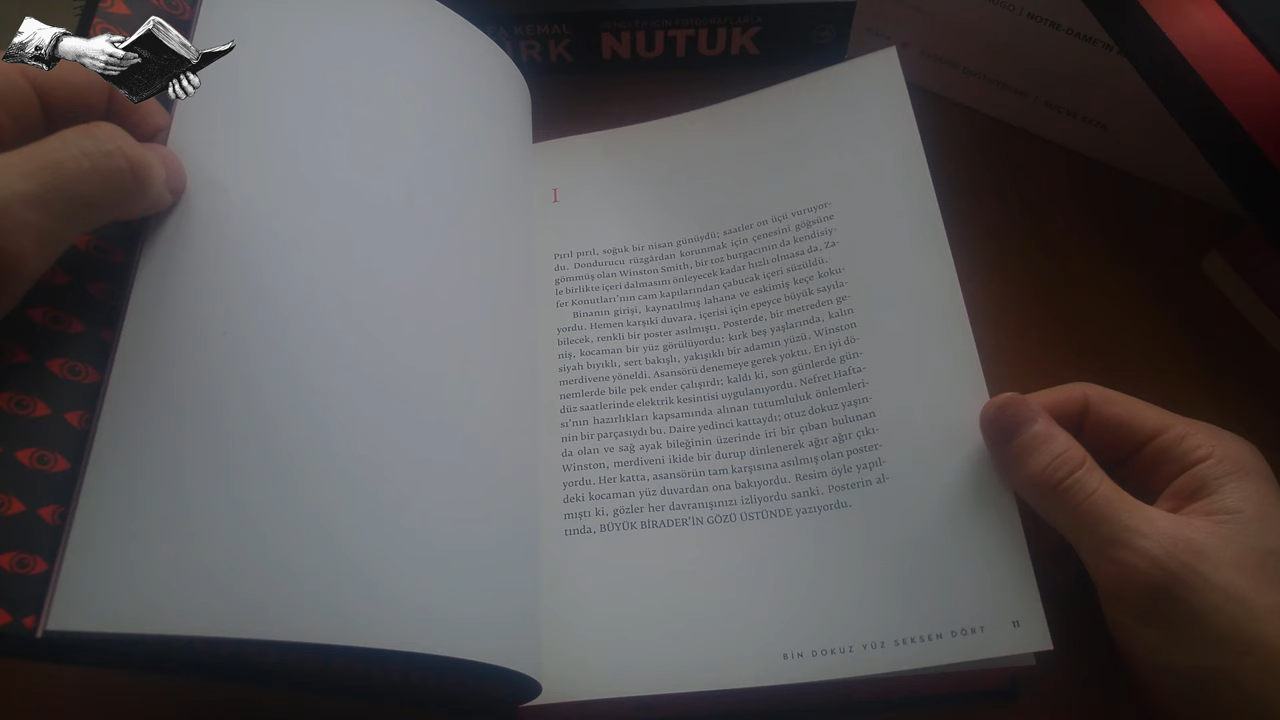 FA KEMAL
RK
GENÇLER İÇİN FOTOĞRAFLARLA
NUTUK
HUGO | NOTRE-DAME'IN
I
Pırıl pırıl, soğuk bir nisan günüydü; saatler on üçü vuruyor-
du. Dondurucu rüzgârdan korunmak için çenesini göğsüne
gömmüş olan Winston Smith, bir toz burgacının da kendisiy-
le birlikte içeri dalmasını önleyecek kadar hızlı olmasa da, Za-
fer Konutları'nın cam kapılarından çabucak içeri süzüldü.
Binanın girişi, kaynatılmış lahana ve eskimiş keçe koku-
yordu. Hemen karşıki duvara, içerisi için epeyce büyük sayıla-
bilecek, renkli bir poster asılmıştı. Posterde, bir metreden ge-
niş, kocaman bir yüz görülüyordu: kırk beş yaşlarında, kalın
siyah bıyıklı, sert bakışlı, yakışıklı bir adamın yüzü. Winston
merdivene yöneldi. Asansörü denemeye gerek yoktu. En iyi dö-
nemlerde bile pek ender çalışırdı; kaldı ki, son günlerde gün-
düz saatlerinde elektrik kesintisi uygulanıyordu. Nefret Hafta-
sı'nın hazırlıkları kapsamında alınan tutumluluk önlemleri-
nin bir parçasıydı bu. Daire yedinci kattaydı; otuz dokuz yaşın-
da olan ve sağ ayak bileğinin üzerinde iri bir çıban bulunan
Winston, merdiveni ikide bir durup dinlenerek ağır ağır çıkı-
yordu. Her katta, asansörün tam karşısına asılmış olan poster-
deki kocaman yüz duvardan ona bakıyordu. Resim öyle yapıl-
mıştı ki, gözler her davranışınızı izliyordu sanki. Posterin al-
tında, BÜYÜK BİRADER'İN GÖZÜ ÜSTÜNDE yazıyordu.
BİN DOKUZ YÜZ SEKSEN DÖRT 11